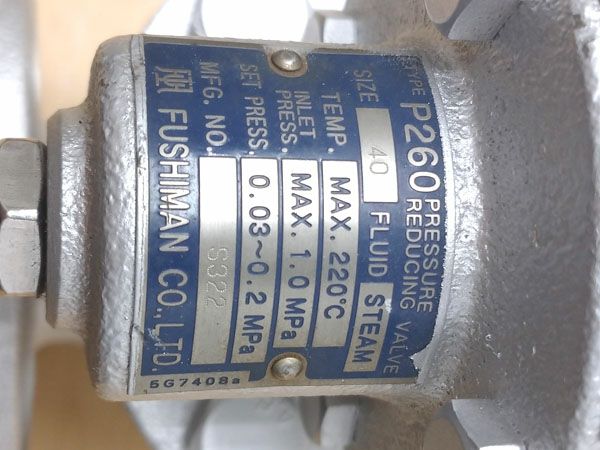 TYPE P260 PRESSURE REDUCING VALVE
SIZE 40 FLUID STEAM
TEMP. MAX. 220°C
INLET PRESS. MAX. 1.0 MPa
SET PRESS. 0.03~0.2 MPa
MFG. NO. S322
FUSHIMAN CO.,LTD.
5G7408a